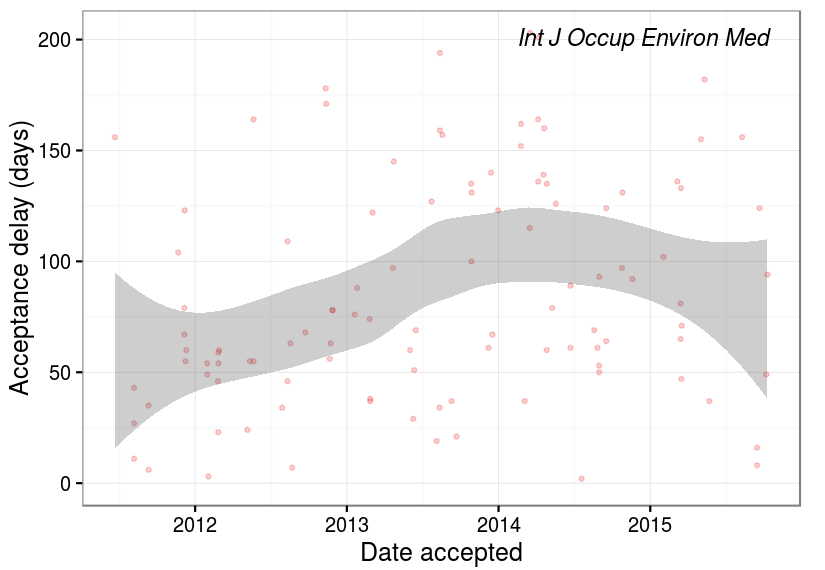 Int J Occup Environ Med
Acceptance delay (days)
200
150
100
50
0
2012 2013 2014 2015
Date accepted